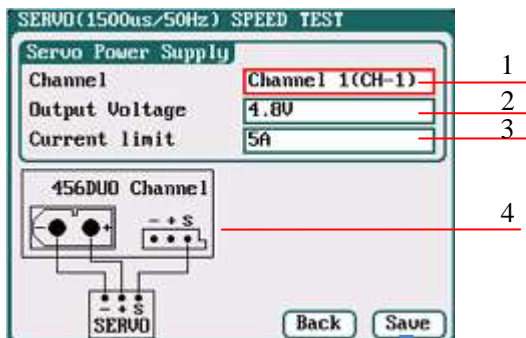 SERVO(1500us/50Hz) SPEED TEST
Servo Power Supply
Channel Channel 1(CH-1) 1
Output Voltage 4.8V 2
Current limit 5A 3
456DUO Channel 4
- + - + S
- + S
SERVO
Back Save